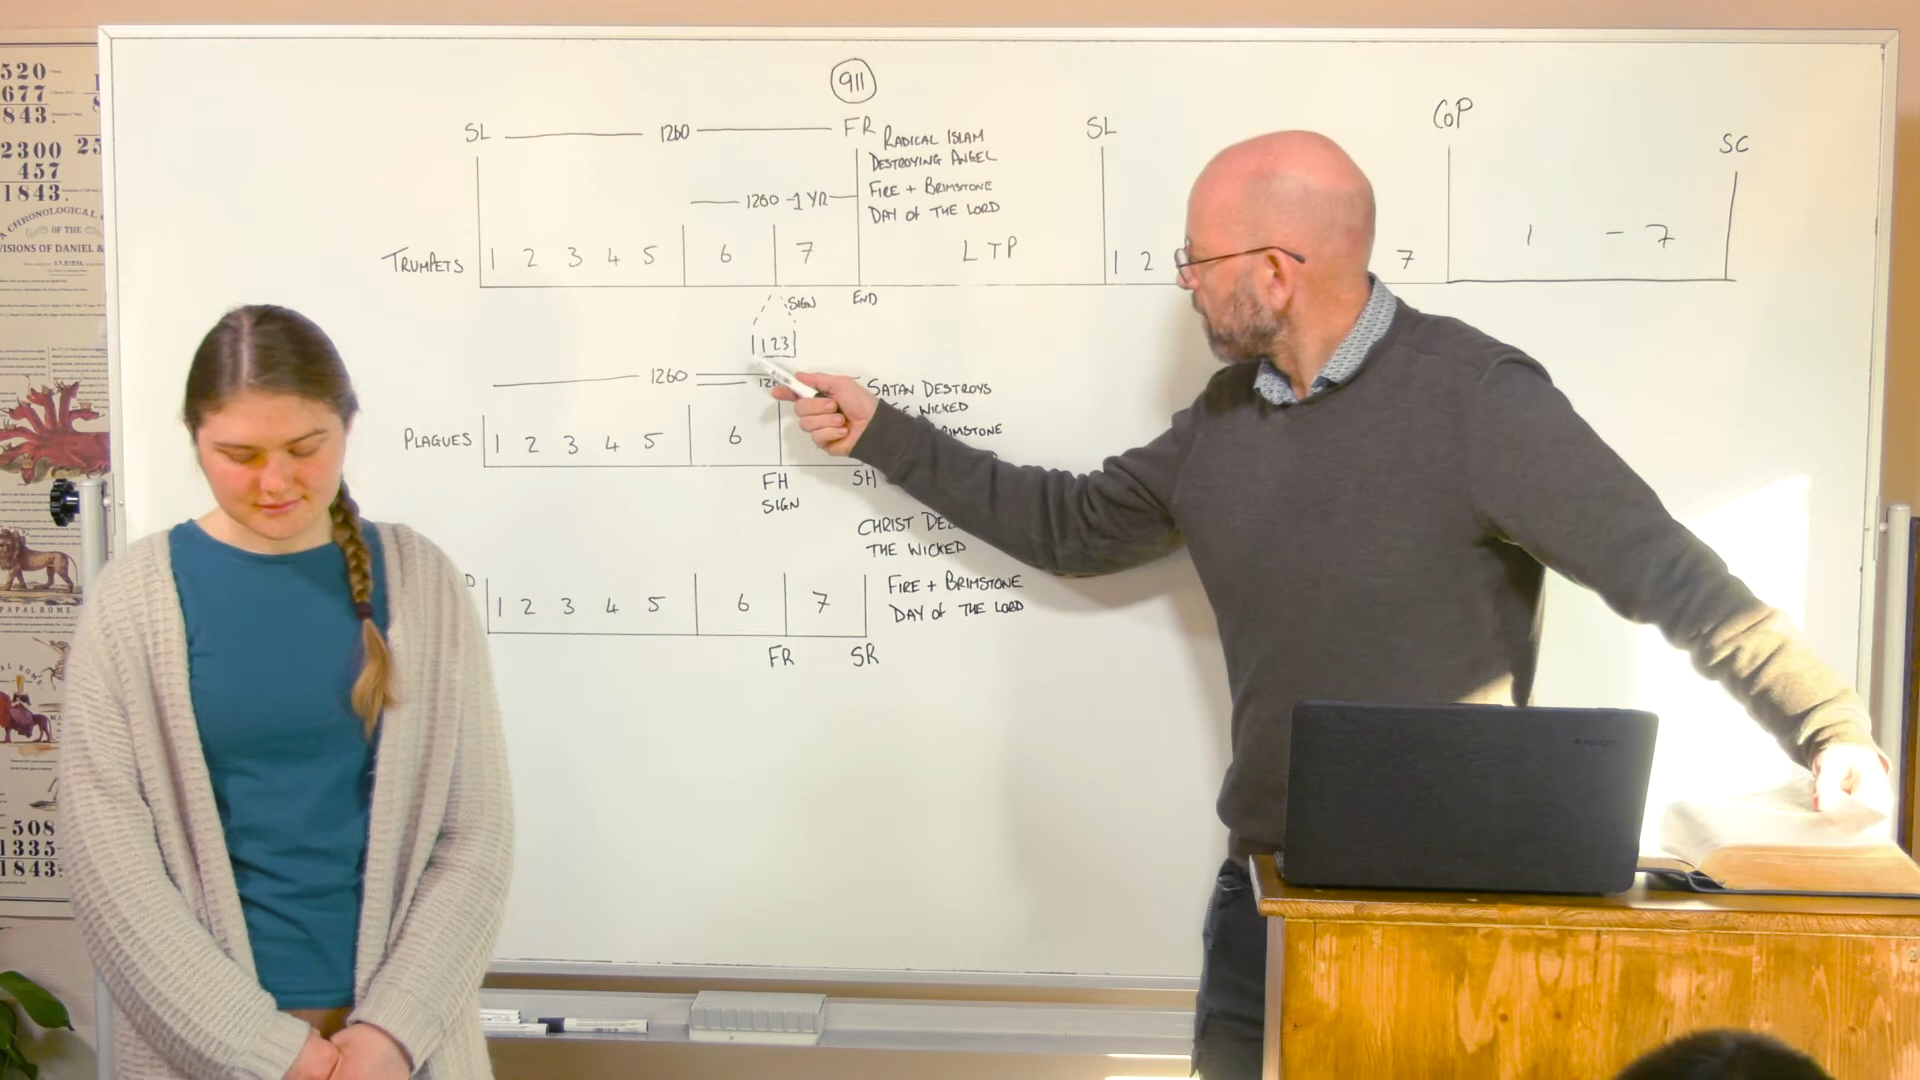 911
SL 1260 FR
SL
CoP
SC
RADICAL ISLAM
DESTROYING ANGEL
FIRE + BRIMSTONE
DAY of THE LORD
1260 - 1 YR
TRUMPETS 1 2 3 4 5 6 7 LTP 1 2 7 1 - 7
SIGN END
123
1260
PLAGUES 1 2 3 4 5 6
SATAN DESTROYS
WICKED
FH SH
SIGN
CHRIST
THE WICKED
1 2 3 4 5 6 7
FIRE + BRIMSTONE
DAY of THE LORD
FR SR
520
677
843.
2300
457
1843.
A CHRONOLOGICAL
OF THE
VISIONS OF DANIEL &
PAPAL ROME.
508
1335
1843.